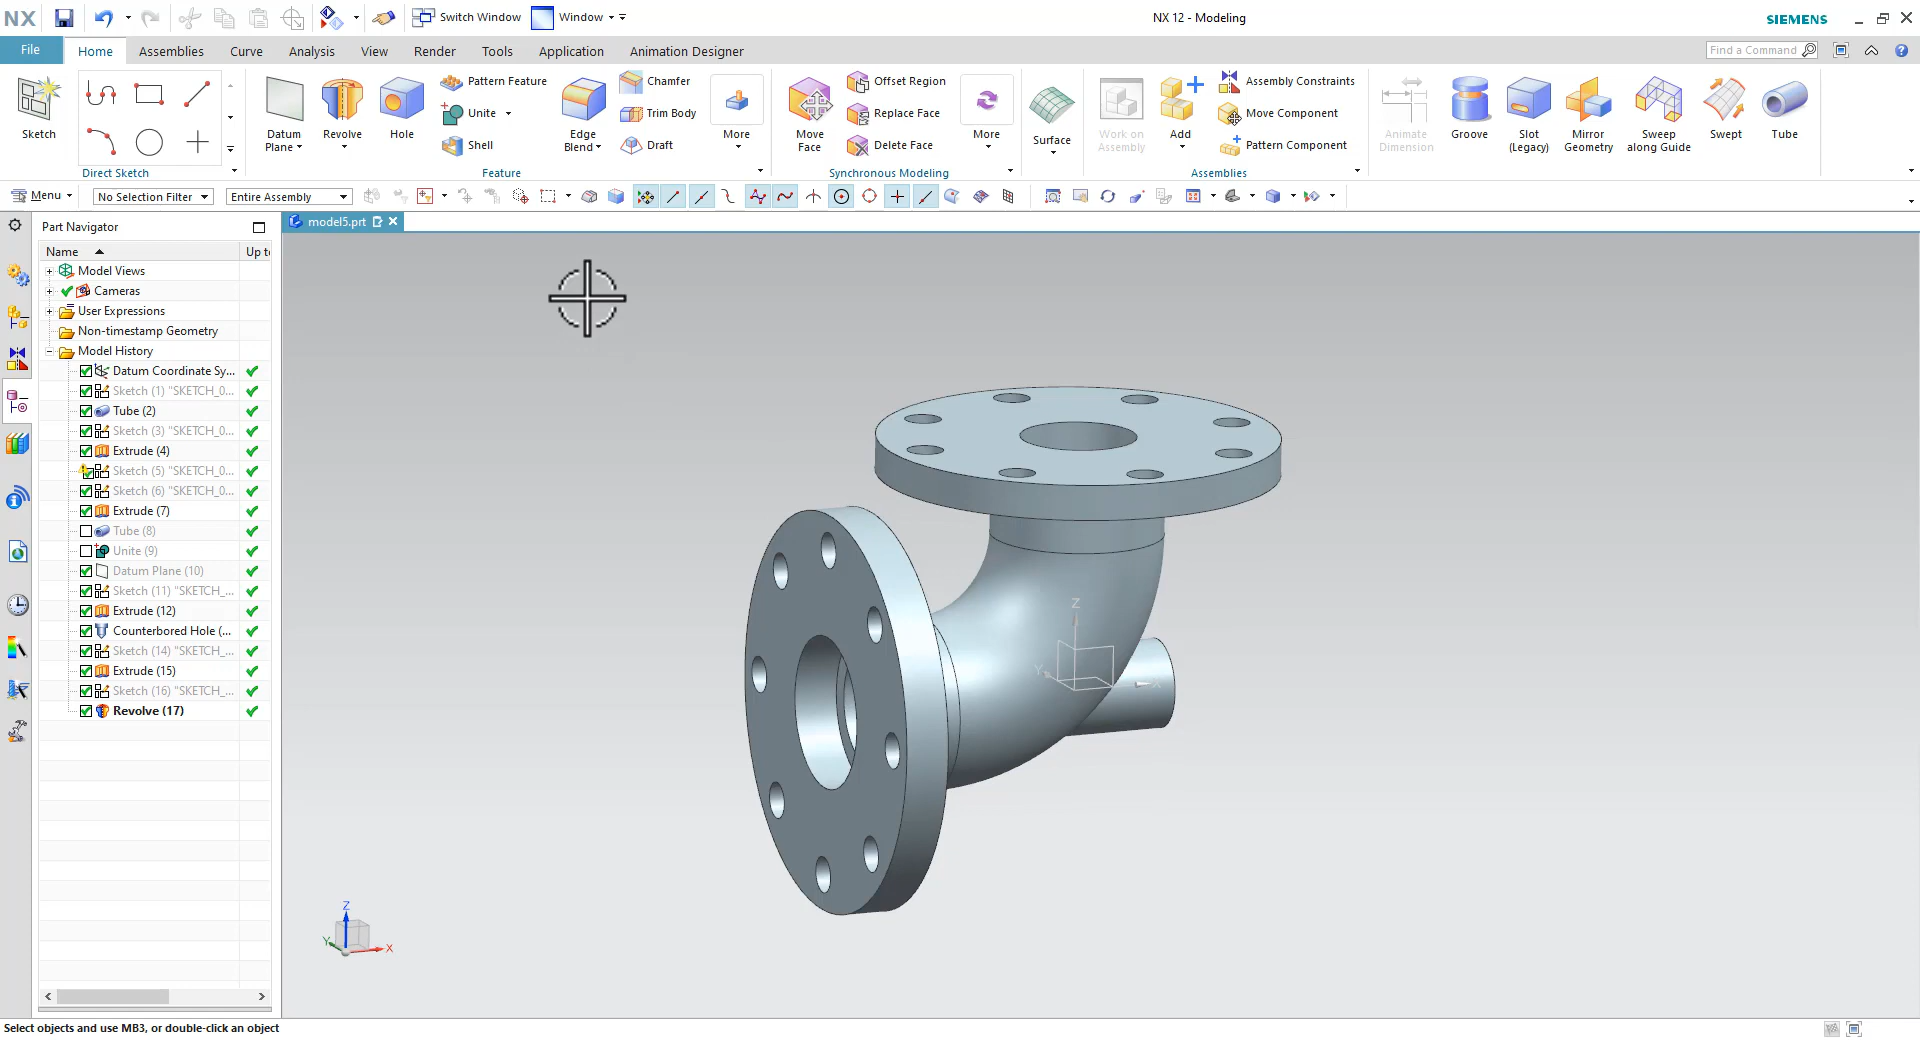 NX
Switch Window
Window
NX 12 - Modeling
SIEMENS
File
Home
Assemblies
Curve
Analysis
View
Render
Tools
Application
Animation Designer
Find a Command
Sketch
Direct Sketch
Datum
Plane
Revolve
Hole
Pattern Feature
Unite
Shell
Edge
Blend
Chamfer
Trim Body
Draft
More
Feature
Move
Face
Offset Region
Replace Face
Delete Face
More
Synchronous Modeling
Surface
Work on
Assembly
Add
Assembly Constraints
Move Component
Pattern Component
Assemblies
Animate
Dimension
Groove
Slot
(Legacy)
Mirror
Geometry
Sweep
along Guide
Swept
Tube
Menu
No Selection Filter
Entire Assembly
Part Navigator
model5.prt
Name
Up to
Model Views
Cameras
User Expressions
Non-timestamp Geometry
Model History
Datum Coordinate Sy...
Sketch (1) "SKETCH_0...
Tube (2)
Sketch (3) "SKETCH_0...
Extrude (4)
Sketch (5) "SKETCH_0...
Sketch (6) "SKETCH_0...
Extrude (7)
Tube (8)
Unite (9)
Datum Plane (10)
Sketch (11) "SKETCH_...
Extrude (12)
Counterbored Hole (...
Sketch (14) "SKETCH_...
Extrude (15)
Sketch (16) "SKETCH_...
Revolve (17)
Z
Y
X
Z
Y
X
Select objects and use MB3, or double-click an object